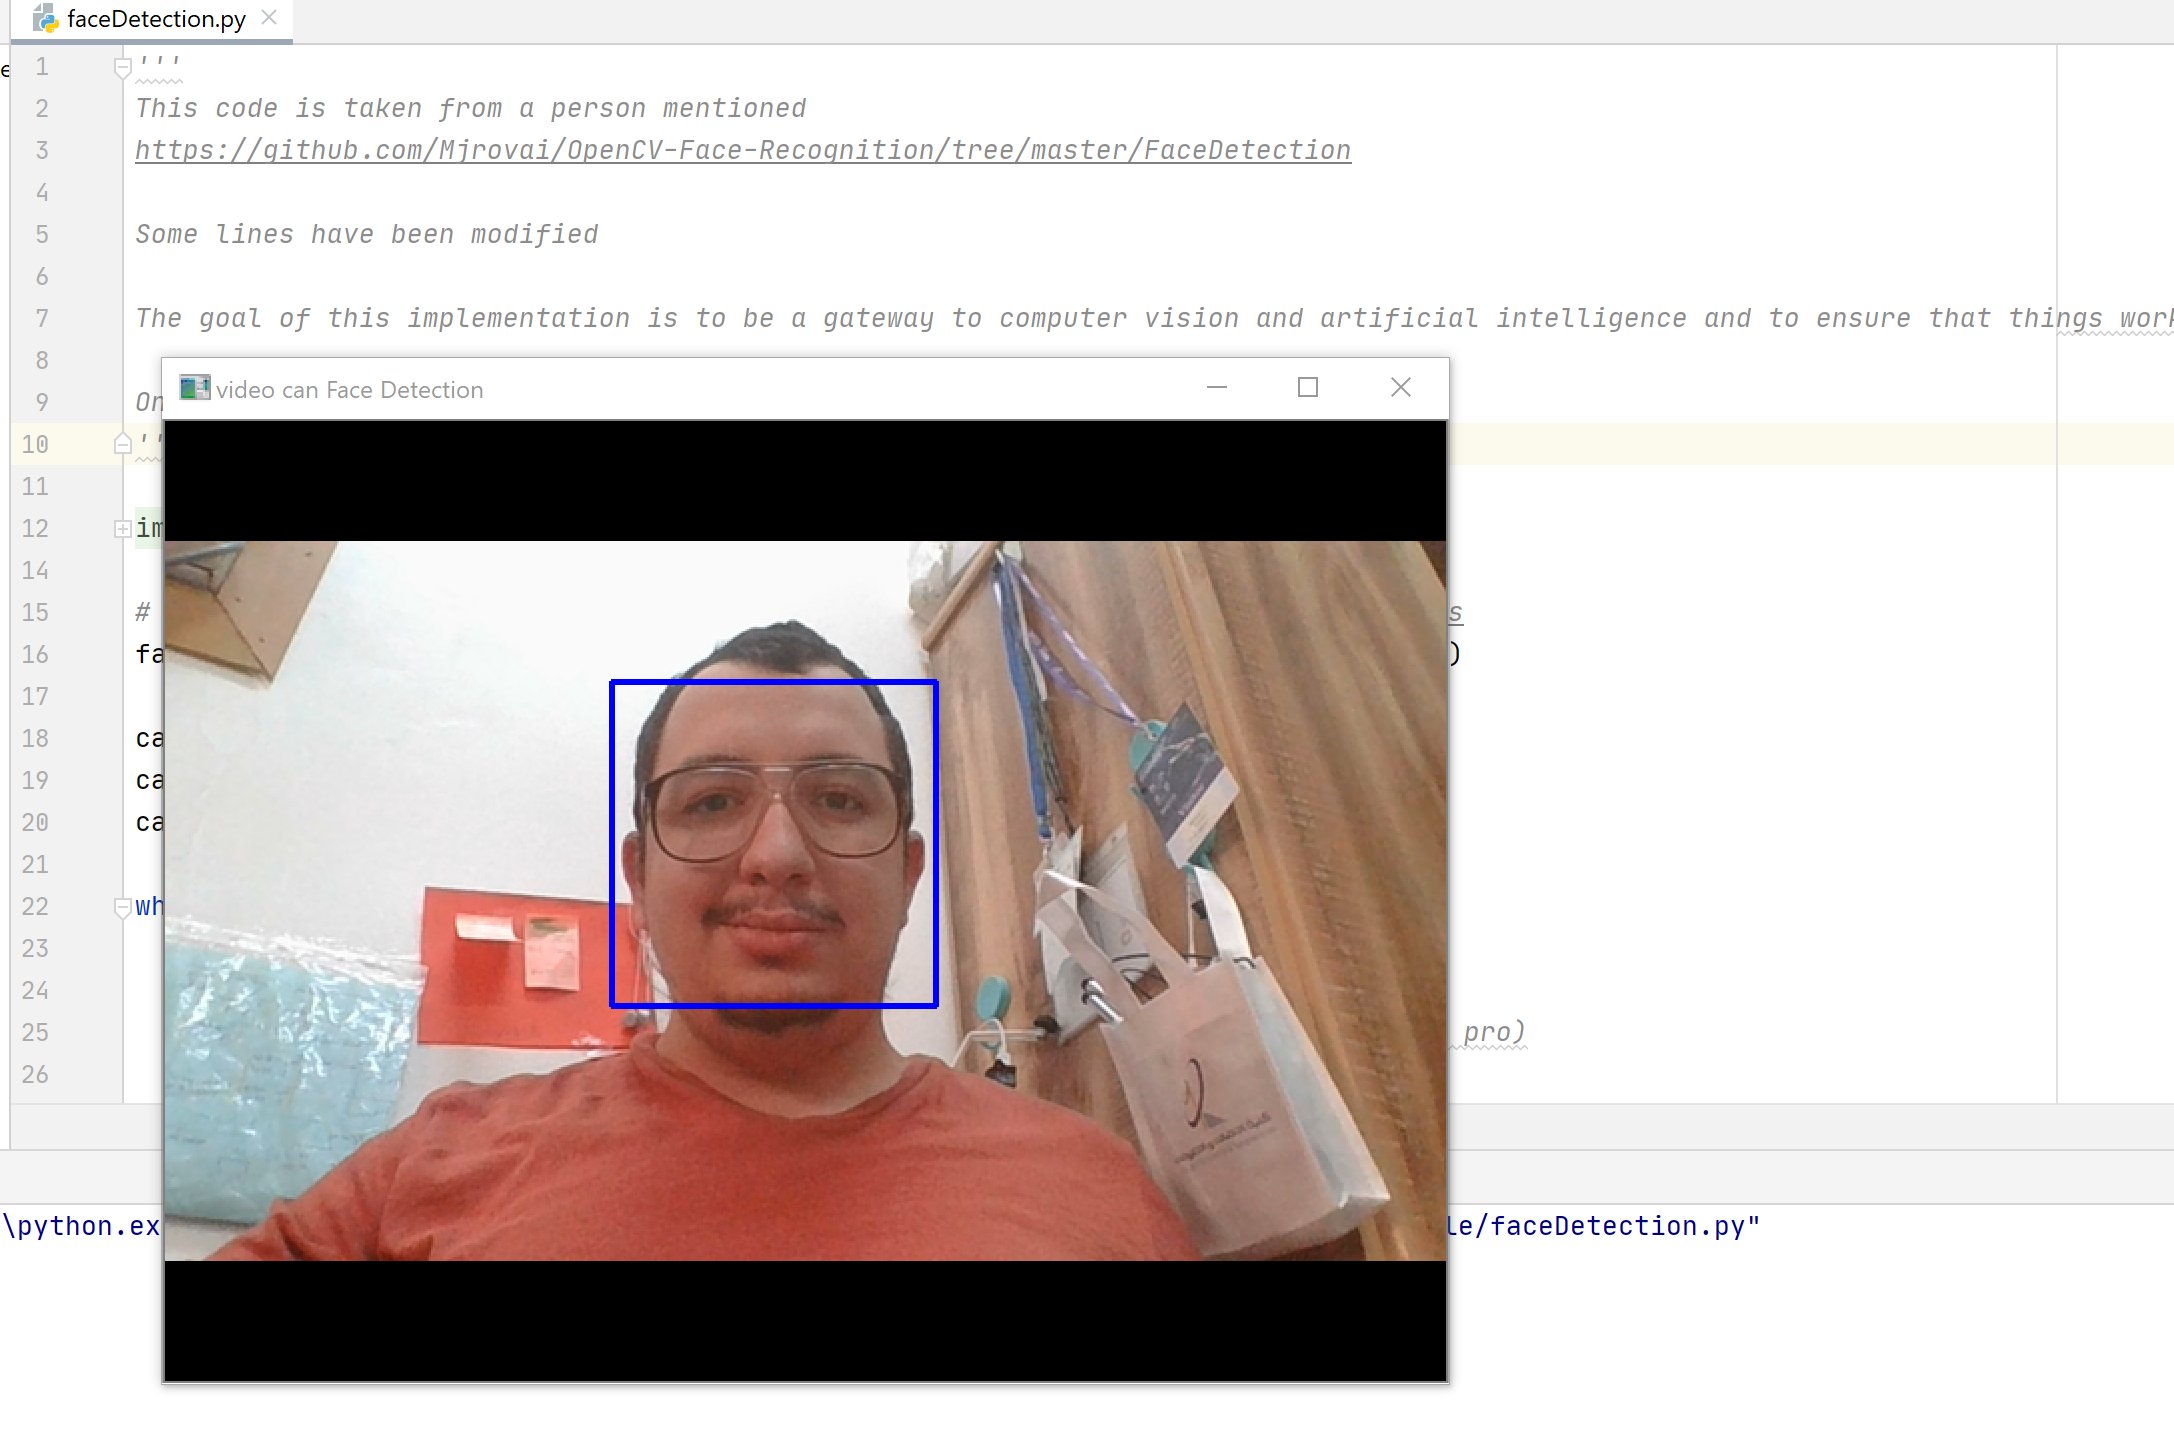 faceDetection.py
e
1 '''
2 This code is taken from a person mentioned
3 https://github.com/Mjrovai/OpenCV-Face-Recognition/tree/master/FaceDetection
4
5 Some lines have been modified
6
7 The goal of this implementation is to be a gateway to computer vision and artificial intelligence and to ensure that things work
8
video can Face Detection
9 On
10 ''
11
12 im
14
15 # s
16 fa )
17
18 ca
19 ca
20 ca
21
22 wh
23
24
25 pro)
26
\python.ex le/faceDetection.py"